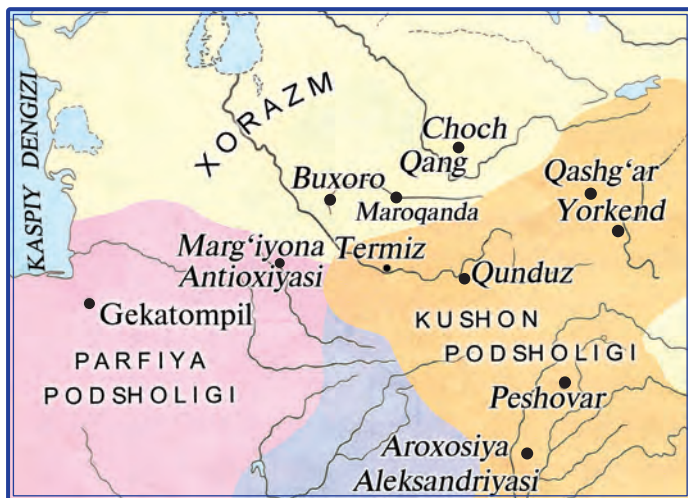 KASPIY DENGIZI
XORAZM
Choch
Qang
Buxoro
Maroqanda
Qashg‘ar
Yorkend
Marg‘iyona
Antioxiyasi
Termiz
Qunduz
Gekatompil
PARFIYA
PODSHOLIGI
KUSHON
PODSHOLIGI
Peshovar
Aroxosiya
Aleksandriyasi